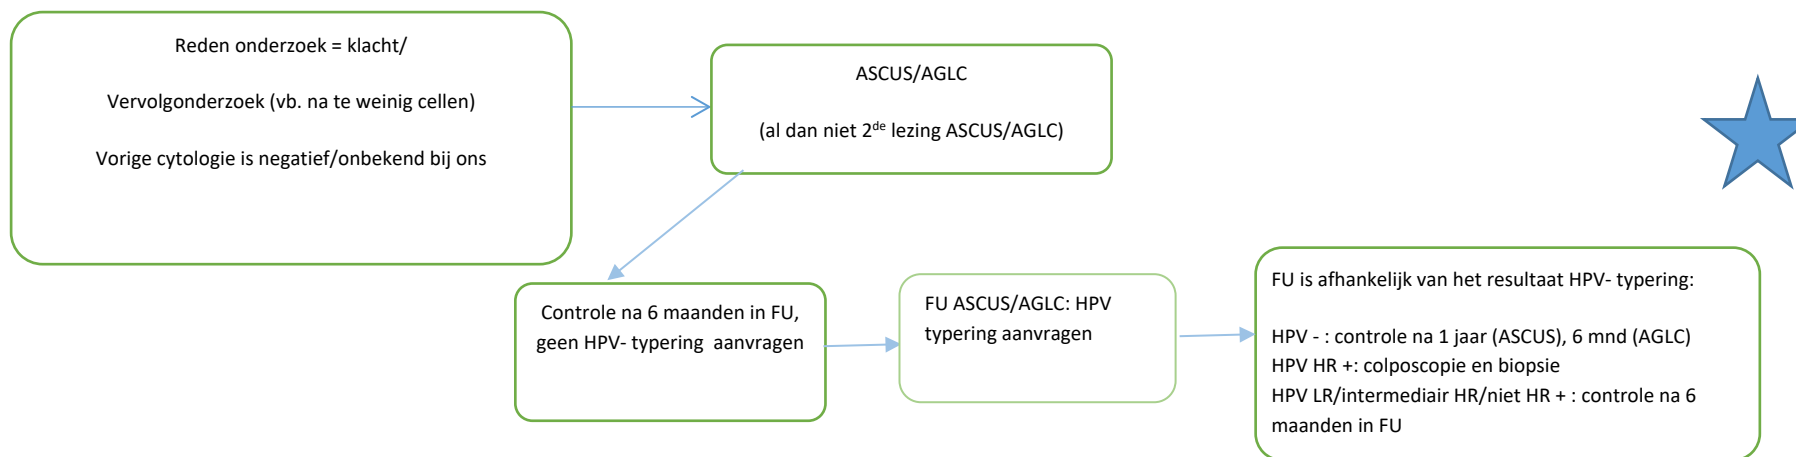 Reden onderzoek = klacht/
Vervolgonderzoek (vb. na te weinig cellen)
Vorige cytologie is negatief/onbekend bij ons
ASCUS/AGLC
(al dan niet 2de lezing ASCUS/AGLC)
Controle na 6 maanden in FU,
geen HPV- typering aanvragen
FU ASCUS/AGLC: HPV
typering aanvragen
FU is afhankelijk van het resultaat HPV- typering:
HPV - : controle na 1 jaar (ASCUS), 6 mnd (AGLC)
HPV HR +: colposcopie en biopsie
HPV LR/intermediair HR/niet HR + : controle na 6
maanden in FU